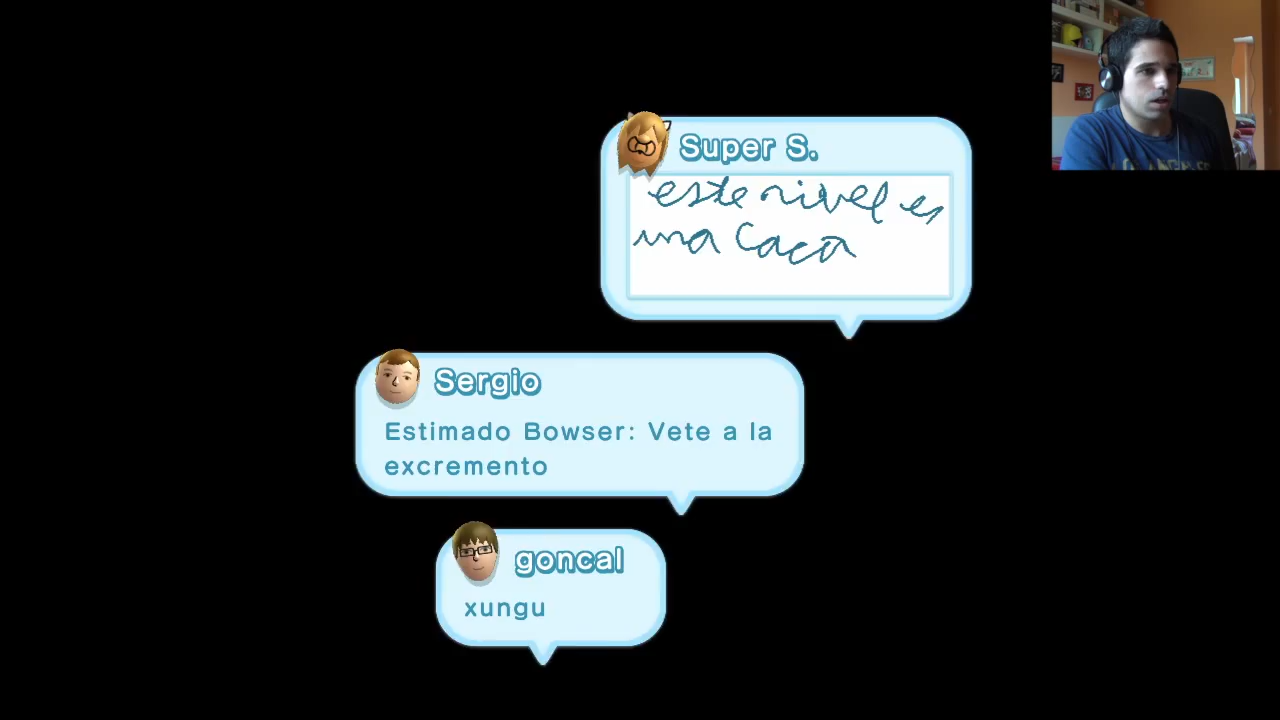 Super S.
este nivel es
una caca
Sergio
Estimado Bowser: Vete a la
excremento
goncal
xungu